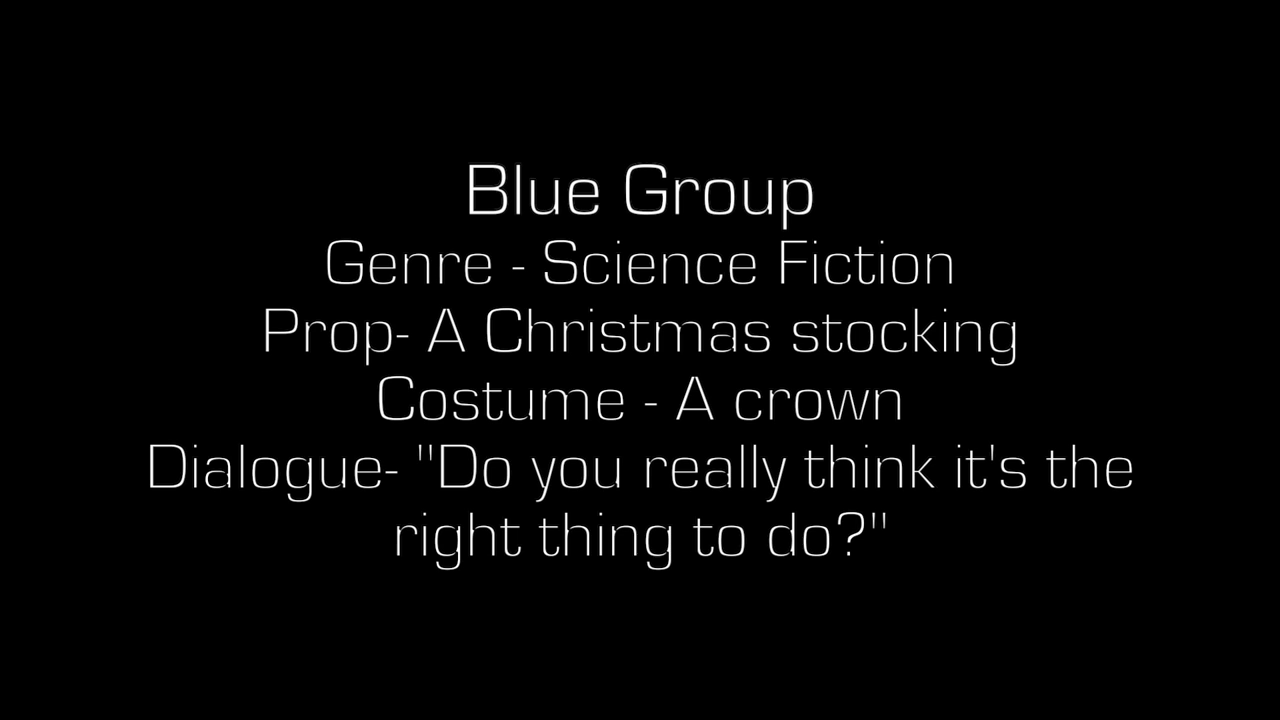 Blue Group
Genre - Science Fiction
Prop- A Christmas stocking
Costume - A crown
Dialogue- "Do you really think it's the
right thing to do?"